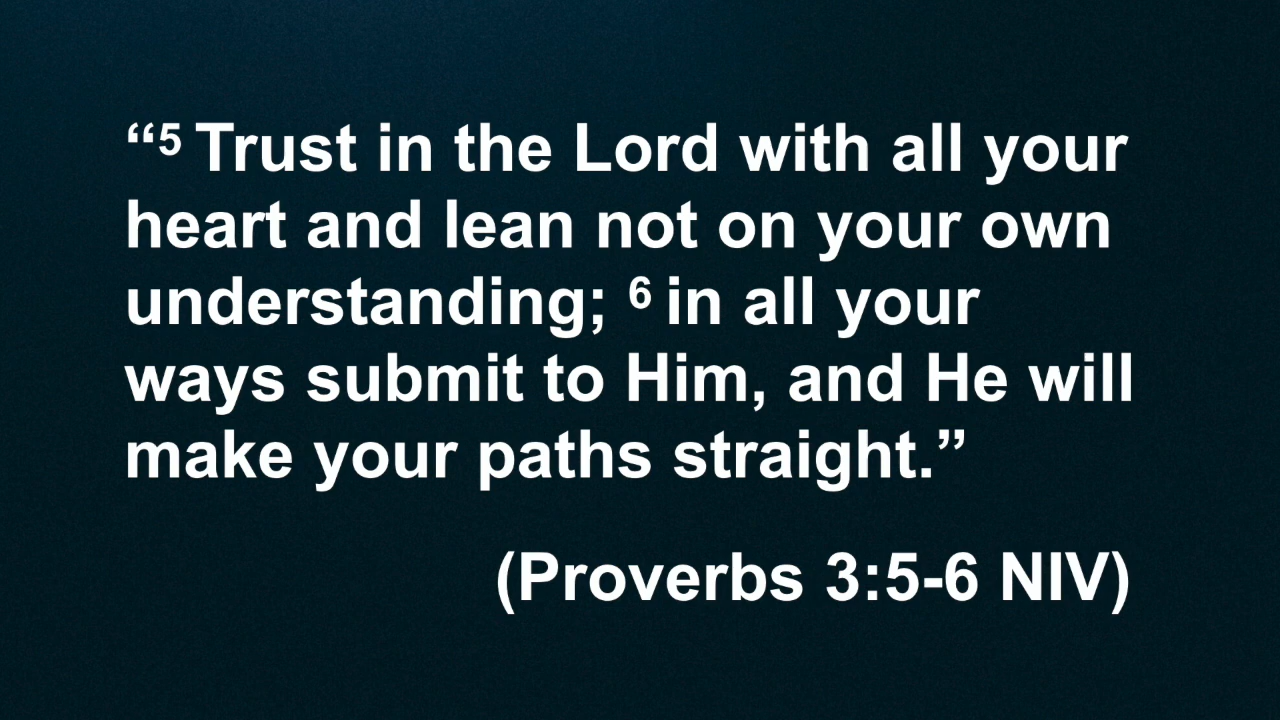 “⁵ Trust in the Lord with all your
heart and lean not on your own
understanding; ⁶ in all your
ways submit to Him, and He will
make your paths straight.”
(Proverbs 3:5-6 NIV)